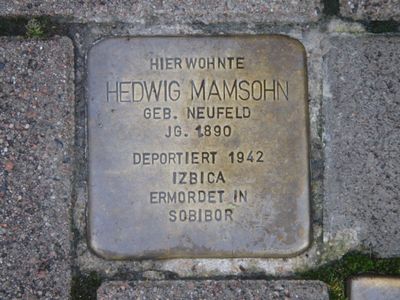 HIER WOHNTE
HEDWIG MAMSOHN
GEB. NEUFELD
JG. 1890
DEPORTIERT 1942
IZBICA
ERMORDET IN
SOBIBOR